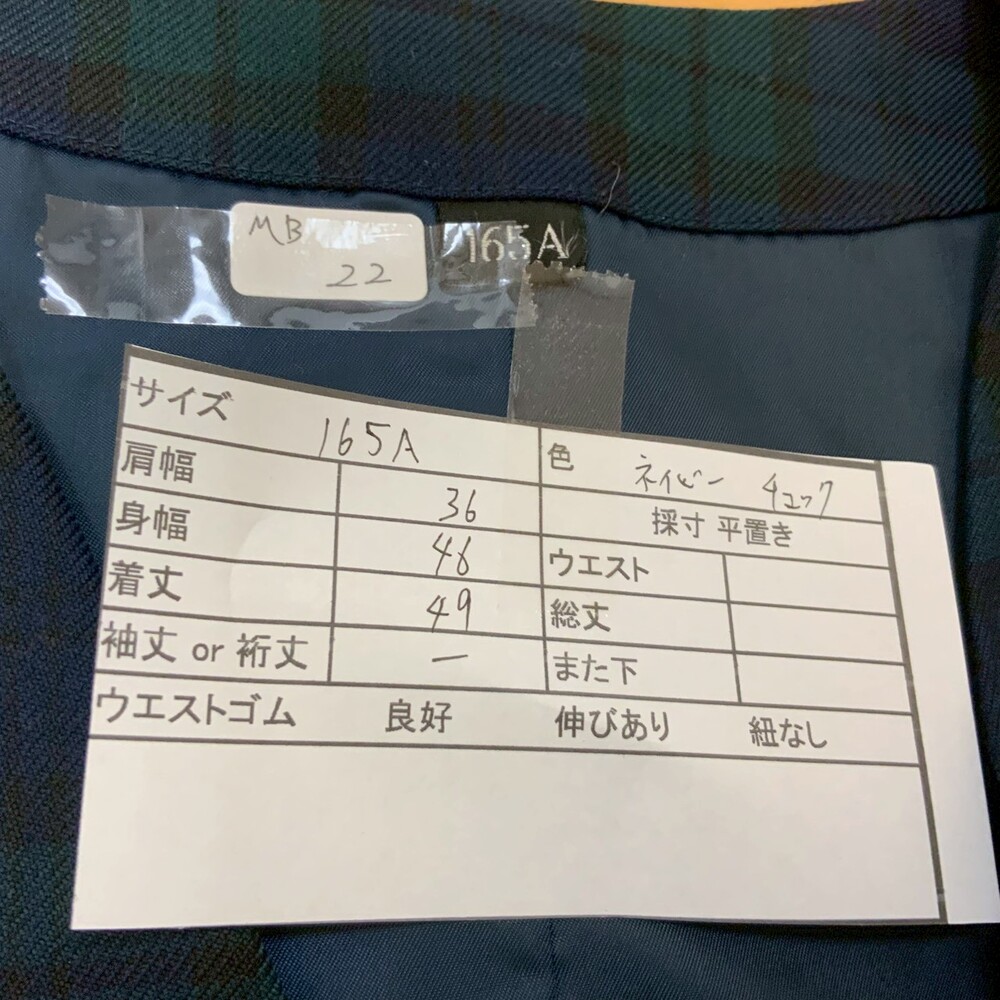 MB
22
165A
サイズ 165A
色 ネイビー チェック
肩幅 36
採寸 平置き
身幅 46
ウエスト
着丈 49
総丈
袖丈 or 裄丈 ー
また下
ウエストゴム 良好 伸びあり 紐なし